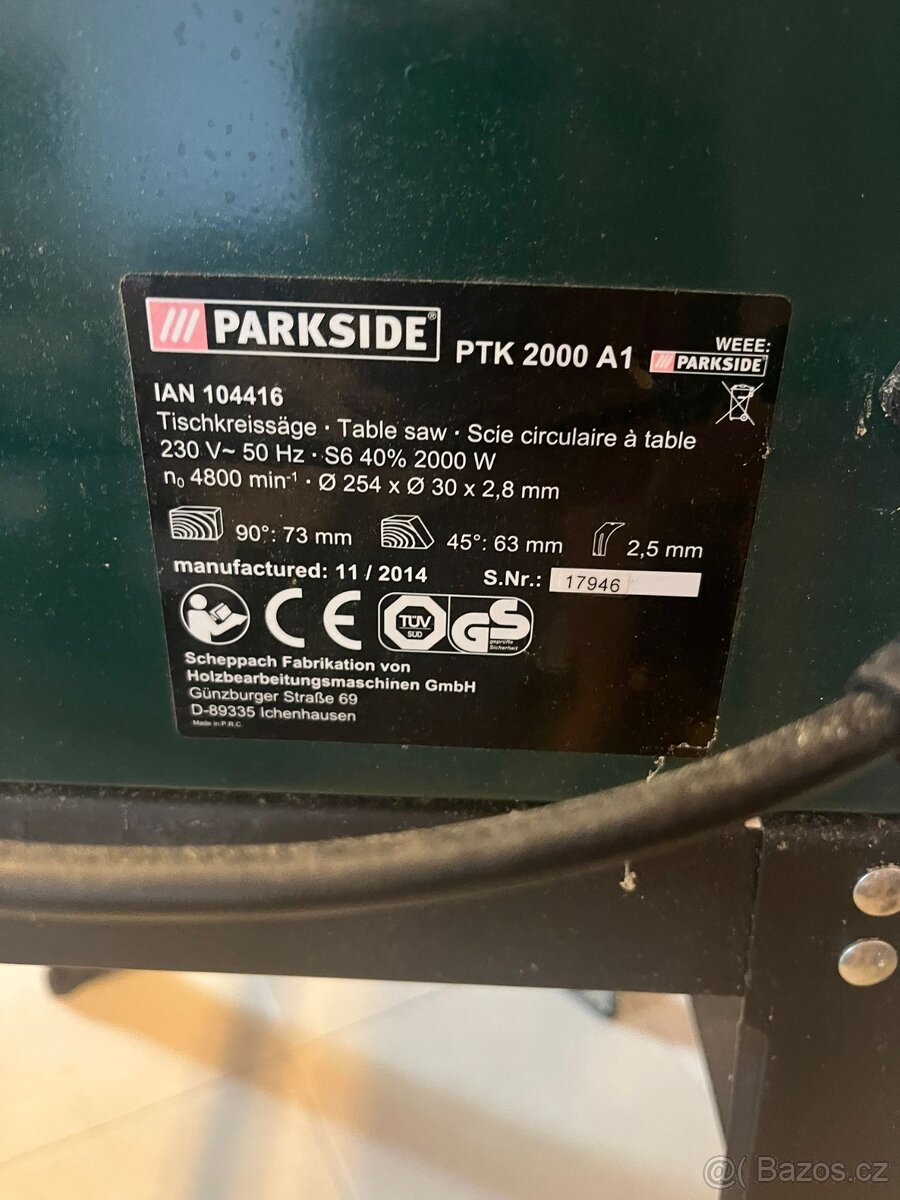 /// PARKSIDE®
PTK 2000 A1
WEEE:
/// PARKSIDE
IAN 104416
Tischkreissäge · Table saw · Scie circulaire à table
230 V~ 50 Hz · S6 40% 2000 W
n₀ 4800 min⁻¹ · Ø 254 x Ø 30 x 2,8 mm
90°: 73 mm 45°: 63 mm 2,5 mm
manufactured: 11 / 2014 S.Nr.: 17946
CE TÜV SÜD GS geprüfte Sicherheit
Scheppach Fabrikation von
Holzbearbeitungsmaschinen GmbH
Günzburger Straße 69
D-89335 Ichenhausen
Made in P.R.C.
@( Bazos.cz